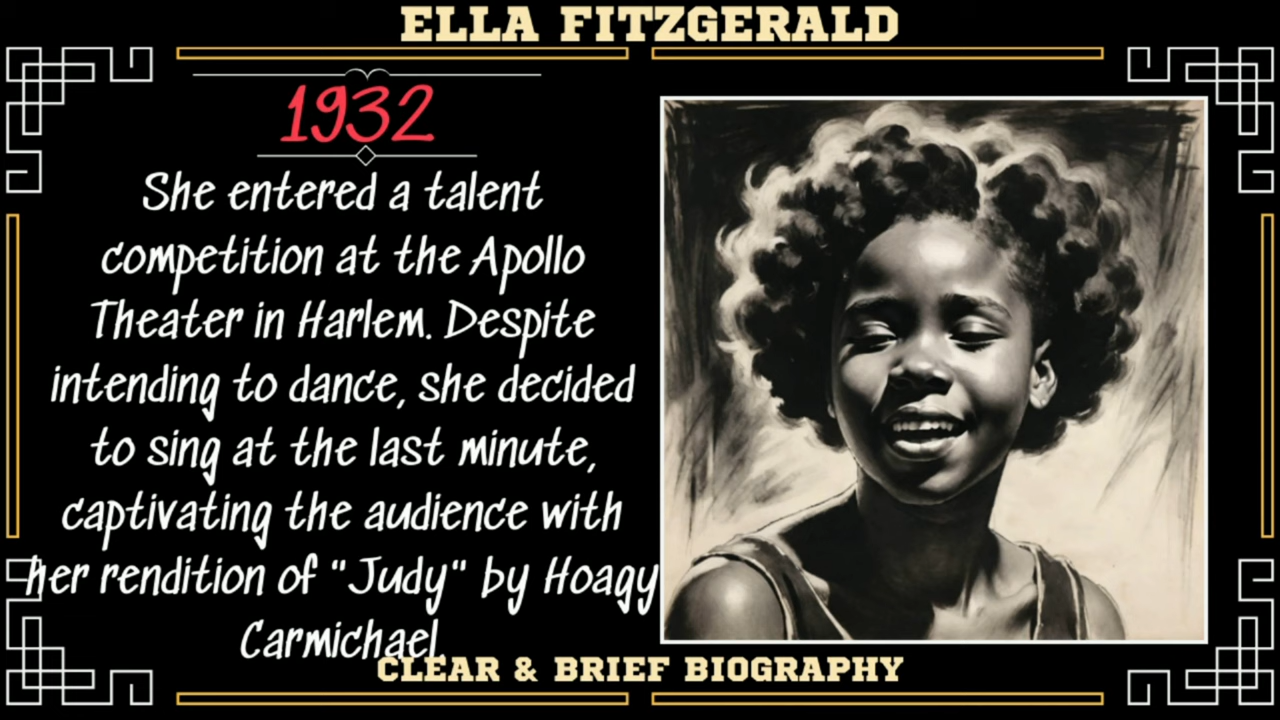 ELLA FITZGERALD
1932
She entered a talent
competition at the Apollo
Theater in Harlem. Despite
intending to dance, she decided
to sing at the last minute,
captivating the audience with
her rendition of "Judy" by Hoagy
Carmichael.
CLEAR & BRIEF BIOGRAPHY